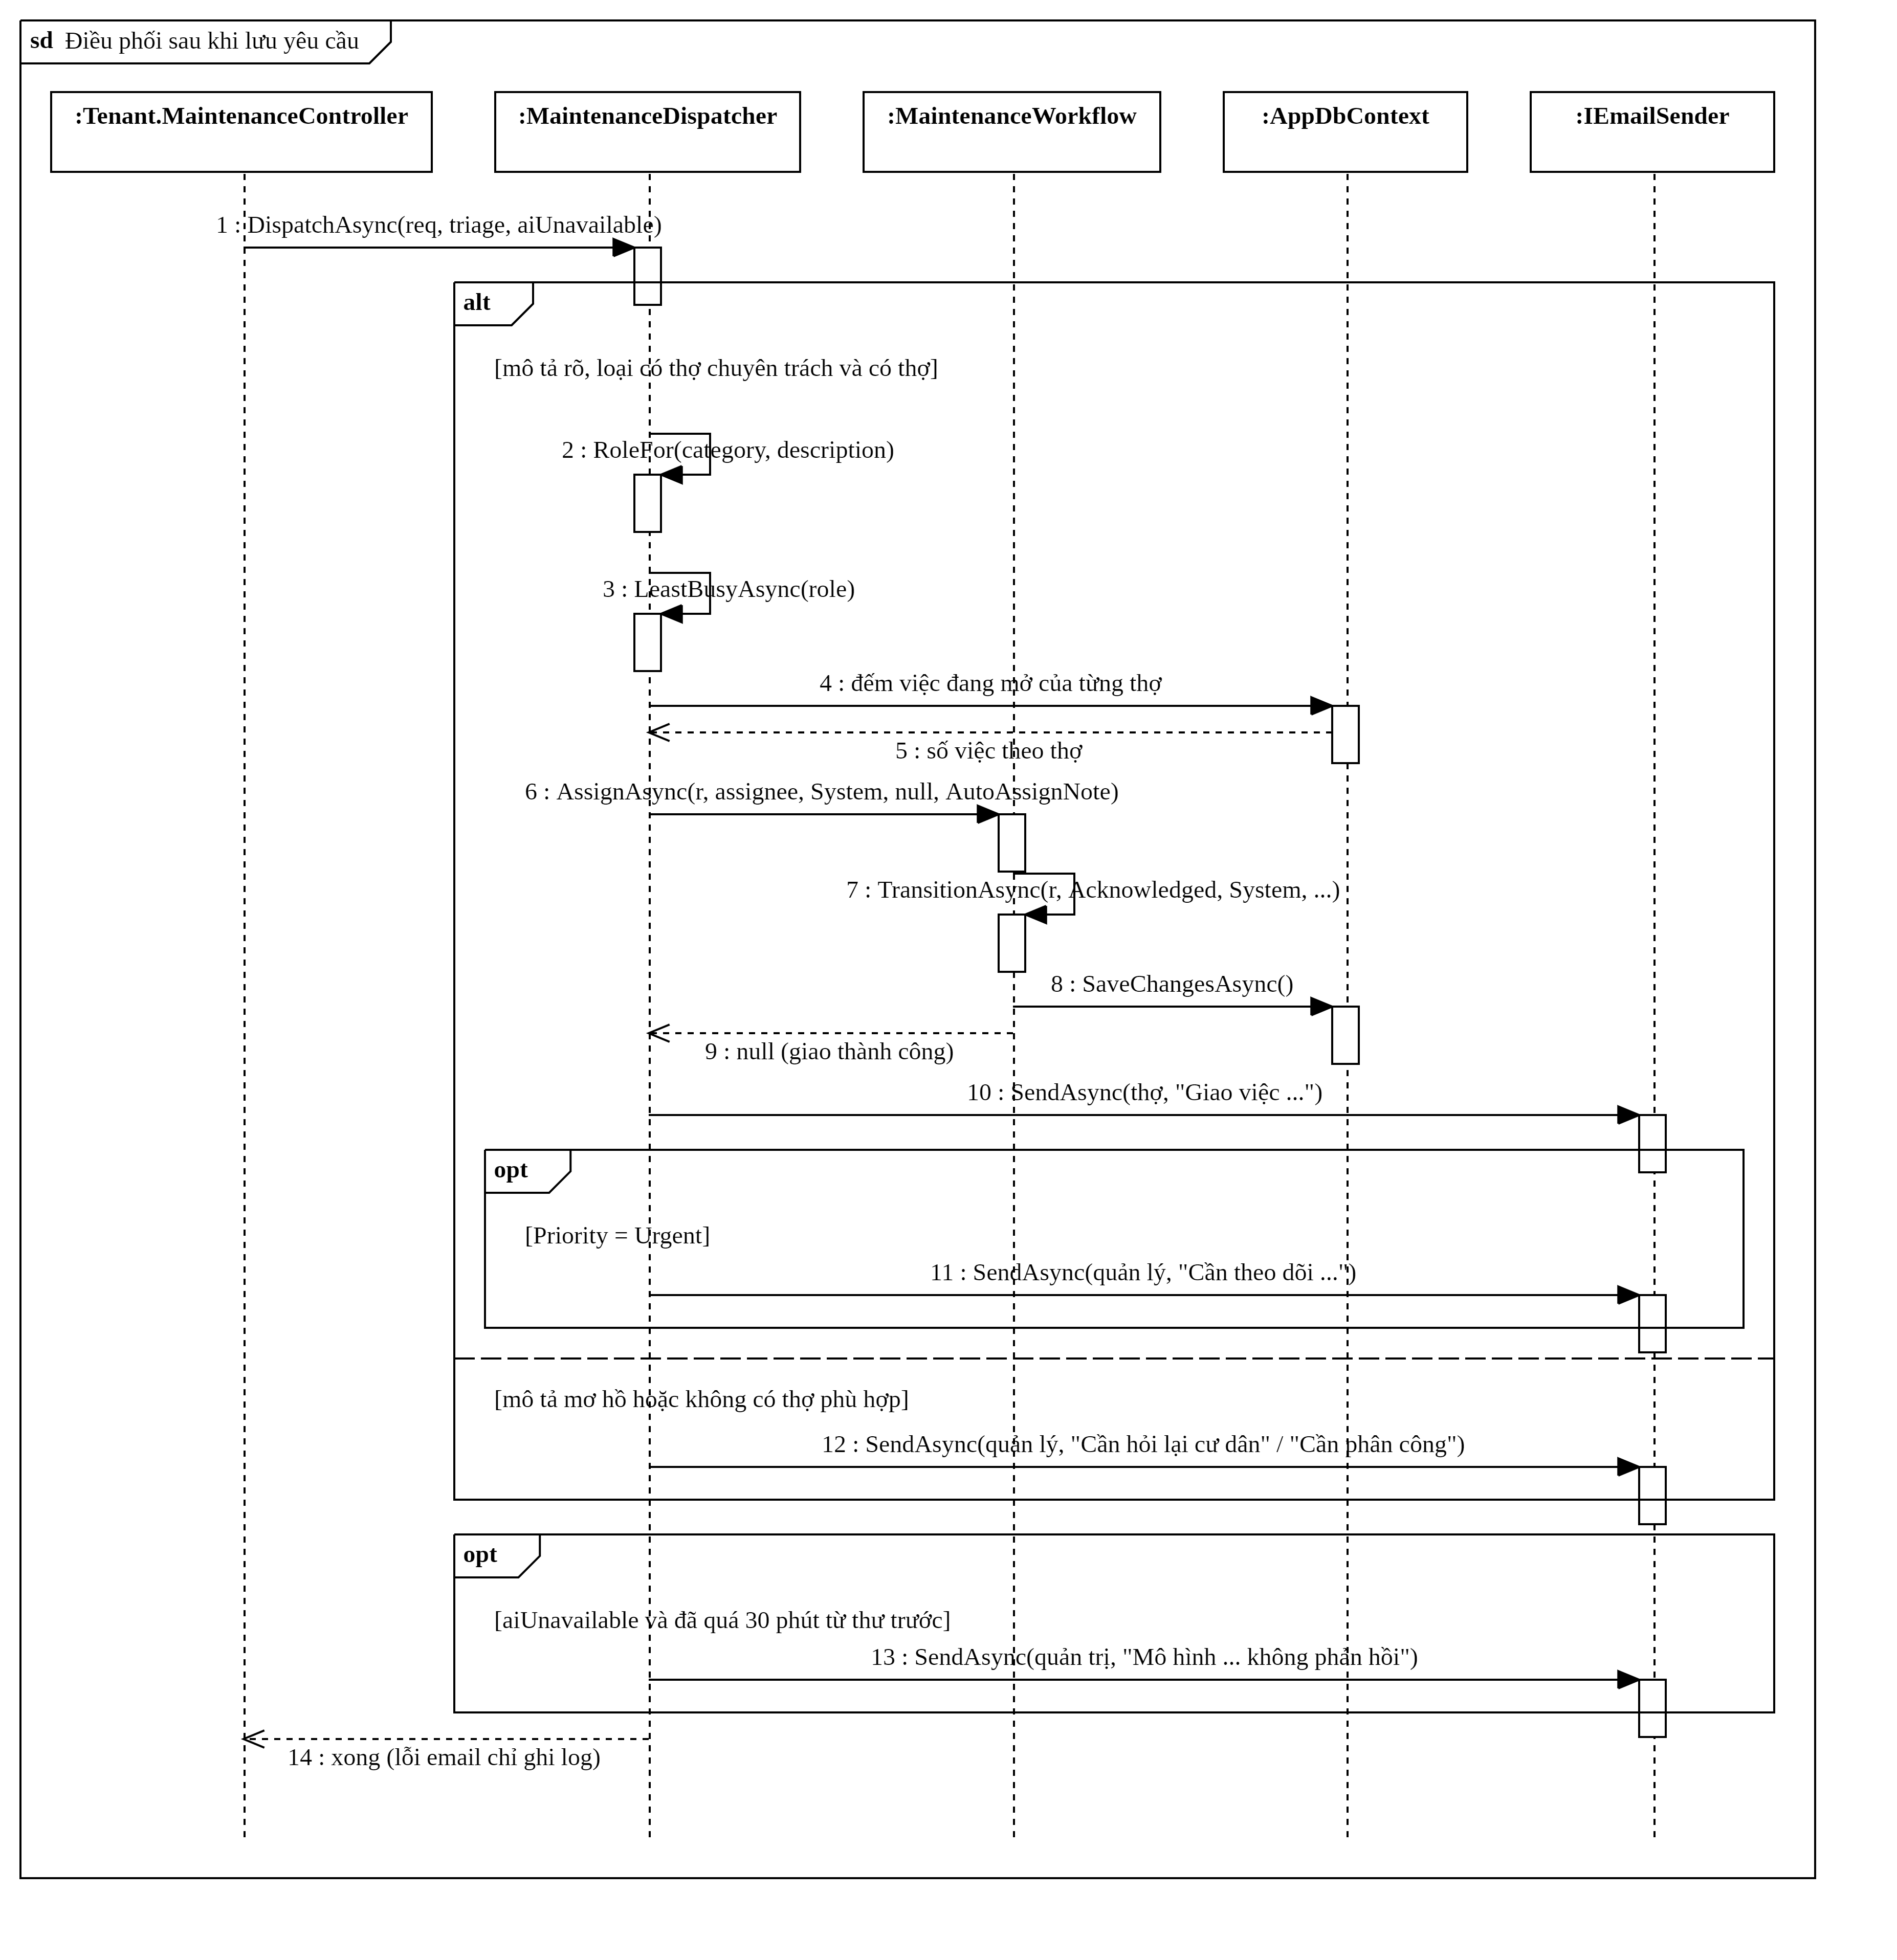 sd Điều phối sau khi lưu yêu cầu
:Tenant.MaintenanceController
:MaintenanceDispatcher
:MaintenanceWorkflow
:AppDbContext
:IEmailSender
1 : DispatchAsync(req, triage, aiUnavailable)
alt
[mô tả rõ, loại có thợ chuyên trách và có thợ]
2 : RoleFor(category, description)
3 : LeastBusyAsync(role)
4 : đếm việc đang mở của từng thợ
5 : số việc theo thợ
6 : AssignAsync(r, assignee, System, null, AutoAssignNote)
7 : TransitionAsync(r, Acknowledged, System, ...)
8 : SaveChangesAsync()
9 : null (giao thành công)
10 : SendAsync(thợ, "Giao việc ...")
opt
[Priority = Urgent]
11 : SendAsync(quản lý, "Cần theo dõi ...")
[mô tả mơ hồ hoặc không có thợ phù hợp]
12 : SendAsync(quản lý, "Cần hỏi lại cư dân" / "Cần phân công")
opt
[aiUnavailable và đã quá 30 phút từ thư trước]
13 : SendAsync(quản trị, "Mô hình ... không phản hồi")
14 : xong (lỗi email chỉ ghi log)